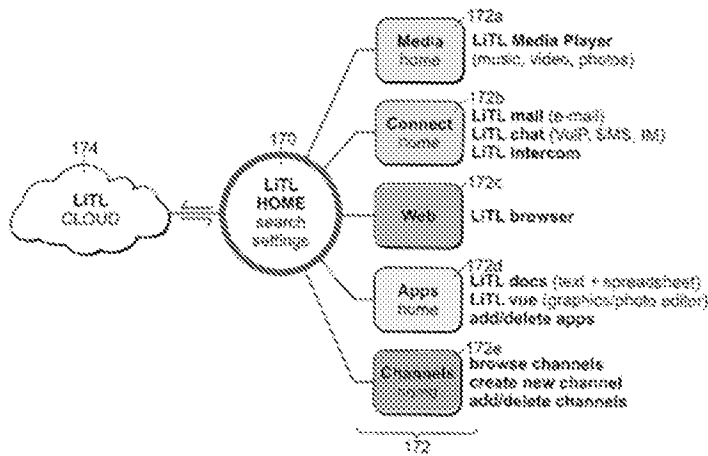 172a
Media
home
LiTL Media Player
(music, video, photos)
172b
Connect
home
LiTL mail (e-mail)
LiTL chat (VoIP, SMS, IM)
LiTL intercom
174
LiTL
CLOUD
170
LiTL
HOME
search
settings
172c
Web
LiTL browser
172d
Apps
home
LiTL docs (text + spreadsheet)
LiTL vue (graphics/photo editor)
add/delete apps
172e
Channels
browse channels
create new channel
add/delete channels
172